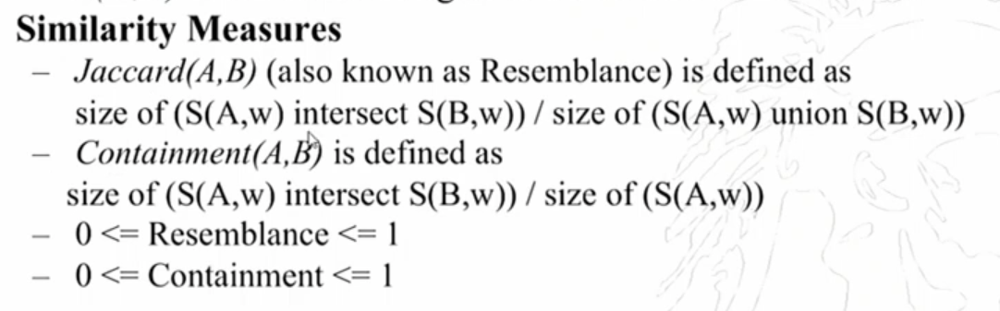 Similarity Measures
– Jaccard(A,B) (also known as Resemblance) is defined as
size of (S(A,w) intersect S(B,w)) / size of (S(A,w) union S(B,w))
– Containment(A,B) is defined as
size of (S(A,w) intersect S(B,w)) / size of (S(A,w))
– 0 <= Resemblance <= 1
– 0 <= Containment <= 1